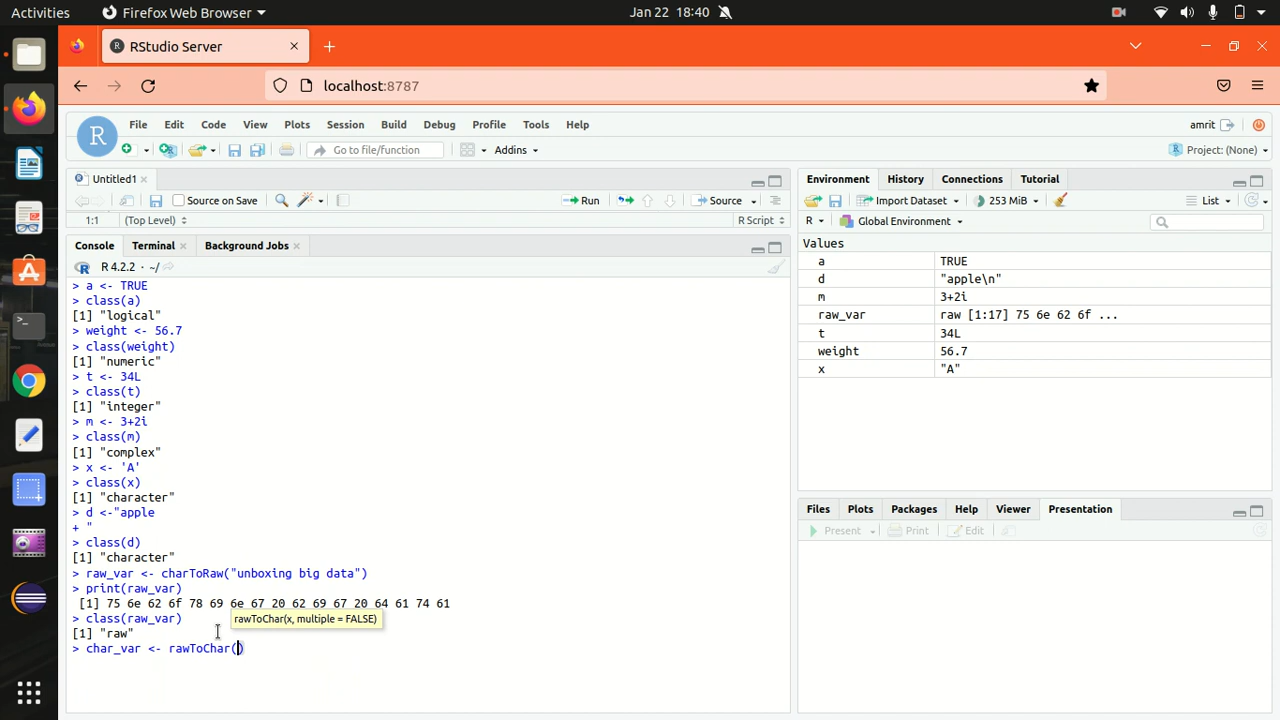 Activities
Firefox Web Browser
Jan 22 18:40
RStudio Server
localhost:8787
File Edit Code View Plots Session Build Debug Profile Tools Help
amrit
Go to file/function
Addins
Project: (None)
Untitled1
Source on Save
Run
Source
1:1
(Top Level)
R Script
Console
Terminal
Background Jobs
R 4.2.2 · ~/
> a <- TRUE
> class(a)
[1] "logical"
> weight <- 56.7
> class(weight)
[1] "numeric"
> t <- 34L
> class(t)
[1] "integer"
> m <- 3+2i
> class(m)
[1] "complex"
> x <- 'A'
> class(x)
[1] "character"
> d <-"apple
+ "
> class(d)
[1] "character"
> raw_var <- charToRaw("unboxing big data")
> print(raw_var)
[1] 75 6e 62 6f 78 69 6e 67 20 62 69 67 20 64 61 74 61
> class(raw_var)
rawToChar(x, multiple = FALSE)
[1] "raw"
> char_var <- rawToChar()
Environment
History
Connections
Tutorial
Import Dataset
253 MiB
List
R
Global Environment
Values
a TRUE
d "apple\n"
m 3+2i
raw_var raw [1:17] 75 6e 62 6f ...
t 34L
weight 56.7
x "A"
Files
Plots
Packages
Help
Viewer
Presentation
Present
Print
Edit